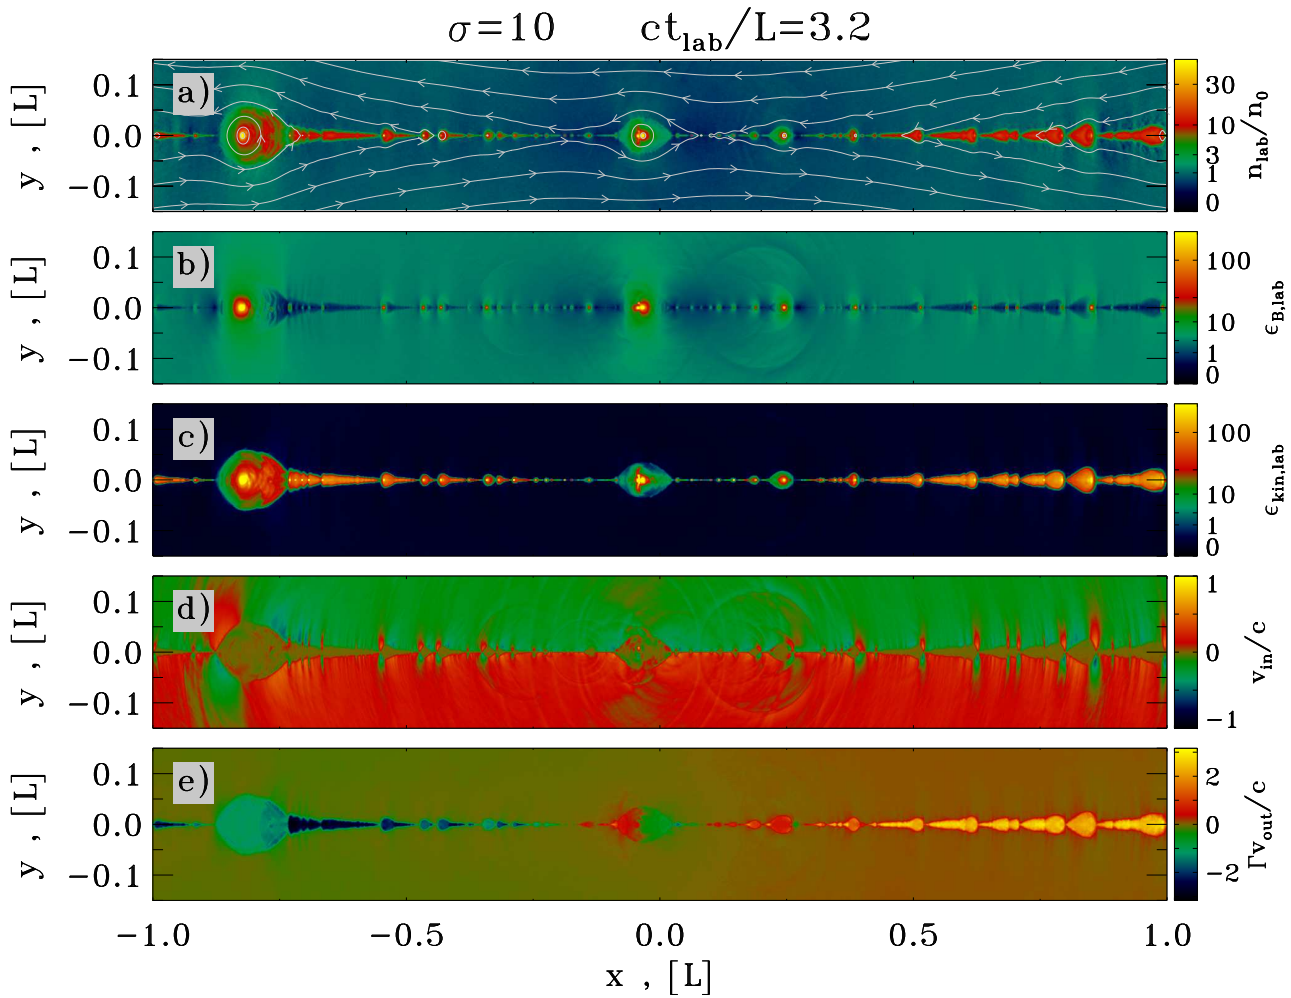 σ=10 ct_lab/L=3.2
a)
y , [L]
0.1
0.0
−0.1
30
10
3
1
0
n_lab/n_0
b)
y , [L]
0.1
0.0
−0.1
100
10
1
0
ϵ_B,lab
c)
y , [L]
0.1
0.0
−0.1
100
10
1
0
ϵ_kin,lab
d)
y , [L]
0.1
0.0
−0.1
1
0
−1
v_in/c
e)
y , [L]
0.1
0.0
−0.1
2
0
−2
Γv_out/c
−1.0 −0.5 0.0 0.5 1.0
x , [L]